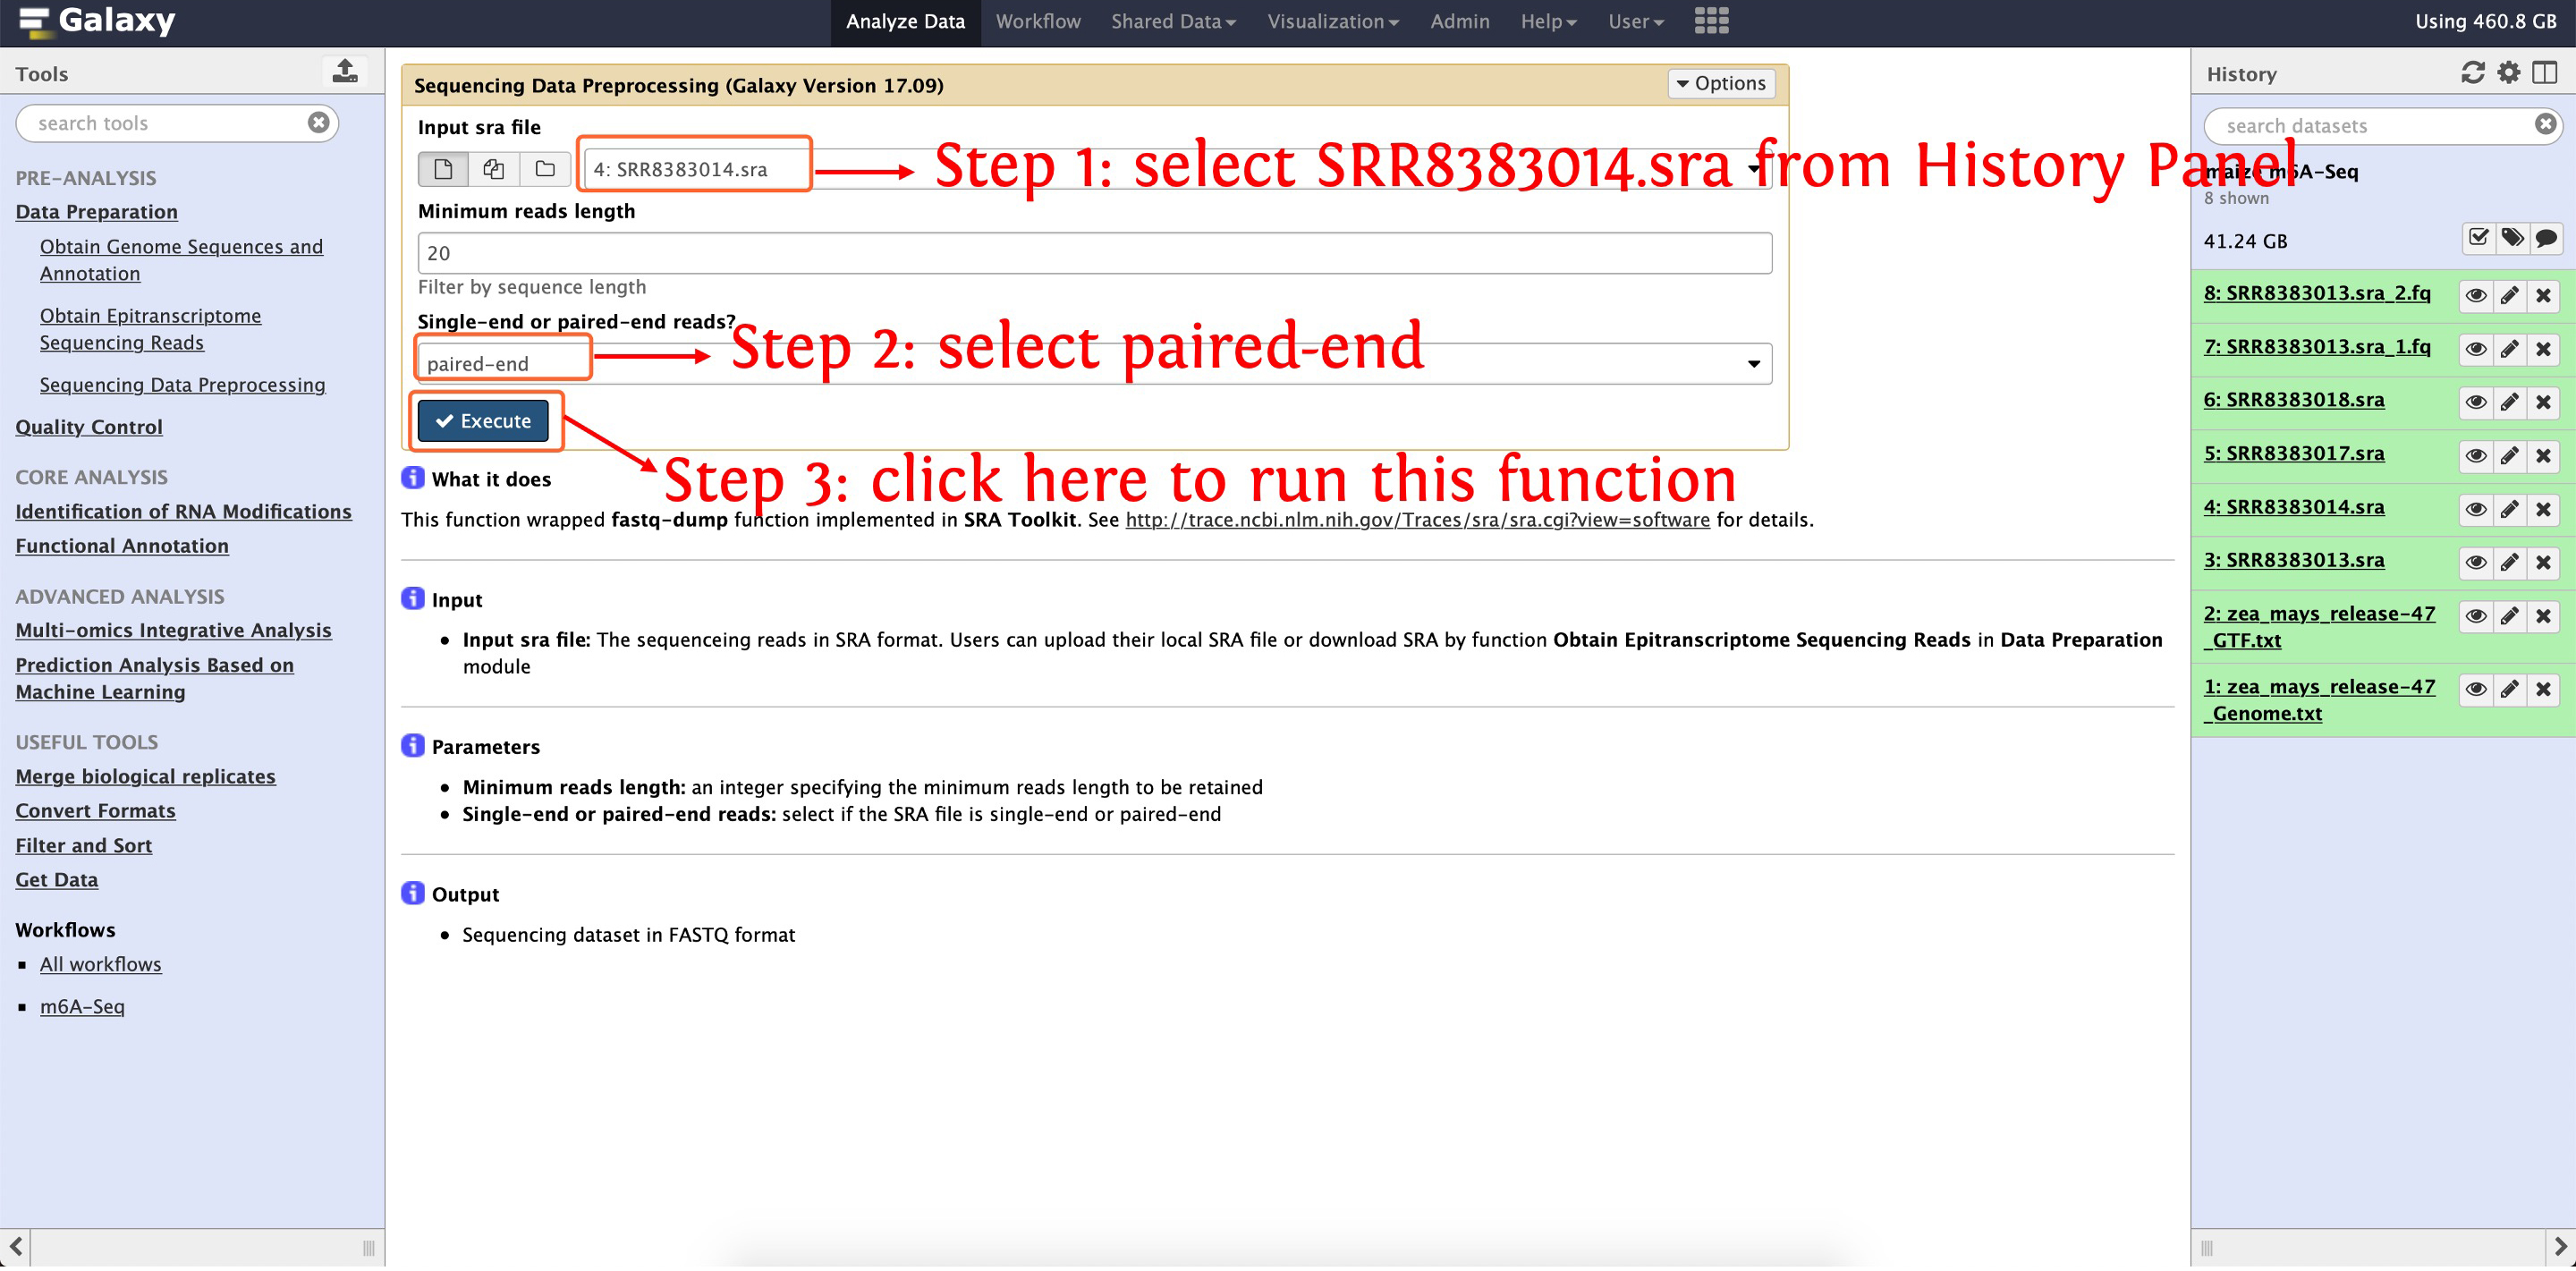 Galaxy
Analyze Data
Workflow
Shared Data
Visualization
Admin
Help
User
Using 460.8 GB
Tools
search tools
PRE-ANALYSIS
Data Preparation
Obtain Genome Sequences and
Annotation
Obtain Epitranscriptome
Sequencing Reads
Sequencing Data Preprocessing
Quality Control
CORE ANALYSIS
Identification of RNA Modifications
Functional Annotation
ADVANCED ANALYSIS
Multi-omics Integrative Analysis
Prediction Analysis Based on
Machine Learning
USEFUL TOOLS
Merge biological replicates
Convert Formats
Filter and Sort
Get Data
Workflows
All workflows
m6A-Seq
Sequencing Data Preprocessing (Galaxy Version 17.09)
Options
Input sra file
4: SRR8383014.sra
Step 1: select SRR8383014.sra from History Panel
Minimum reads length
20
Filter by sequence length
Single-end or paired-end reads?
paired-end
Step 2: select paired-end
Execute
Step 3: click here to run this function
What it does
This function wrapped fastq-dump function implemented in SRA Toolkit. See http://trace.ncbi.nlm.nih.gov/Traces/sra/sra.cgi?view=software for details.
Input
Input sra file: The sequenceing reads in SRA format. Users can upload their local SRA file or download SRA by function Obtain Epitranscriptome Sequencing Reads in Data Preparation
module
Parameters
Minimum reads length: an integer specifying the minimum reads length to be retained
Single-end or paired-end reads: select if the SRA file is single-end or paired-end
Output
Sequencing dataset in FASTQ format
History
search datasets
maize m6A-Seq
8 shown
41.24 GB
8: SRR8383013.sra_2.fq
7: SRR8383013.sra_1.fq
6: SRR8383018.sra
5: SRR8383017.sra
4: SRR8383014.sra
3: SRR8383013.sra
2: zea_mays_release-47
_GTF.txt
1: zea_mays_release-47
_Genome.txt